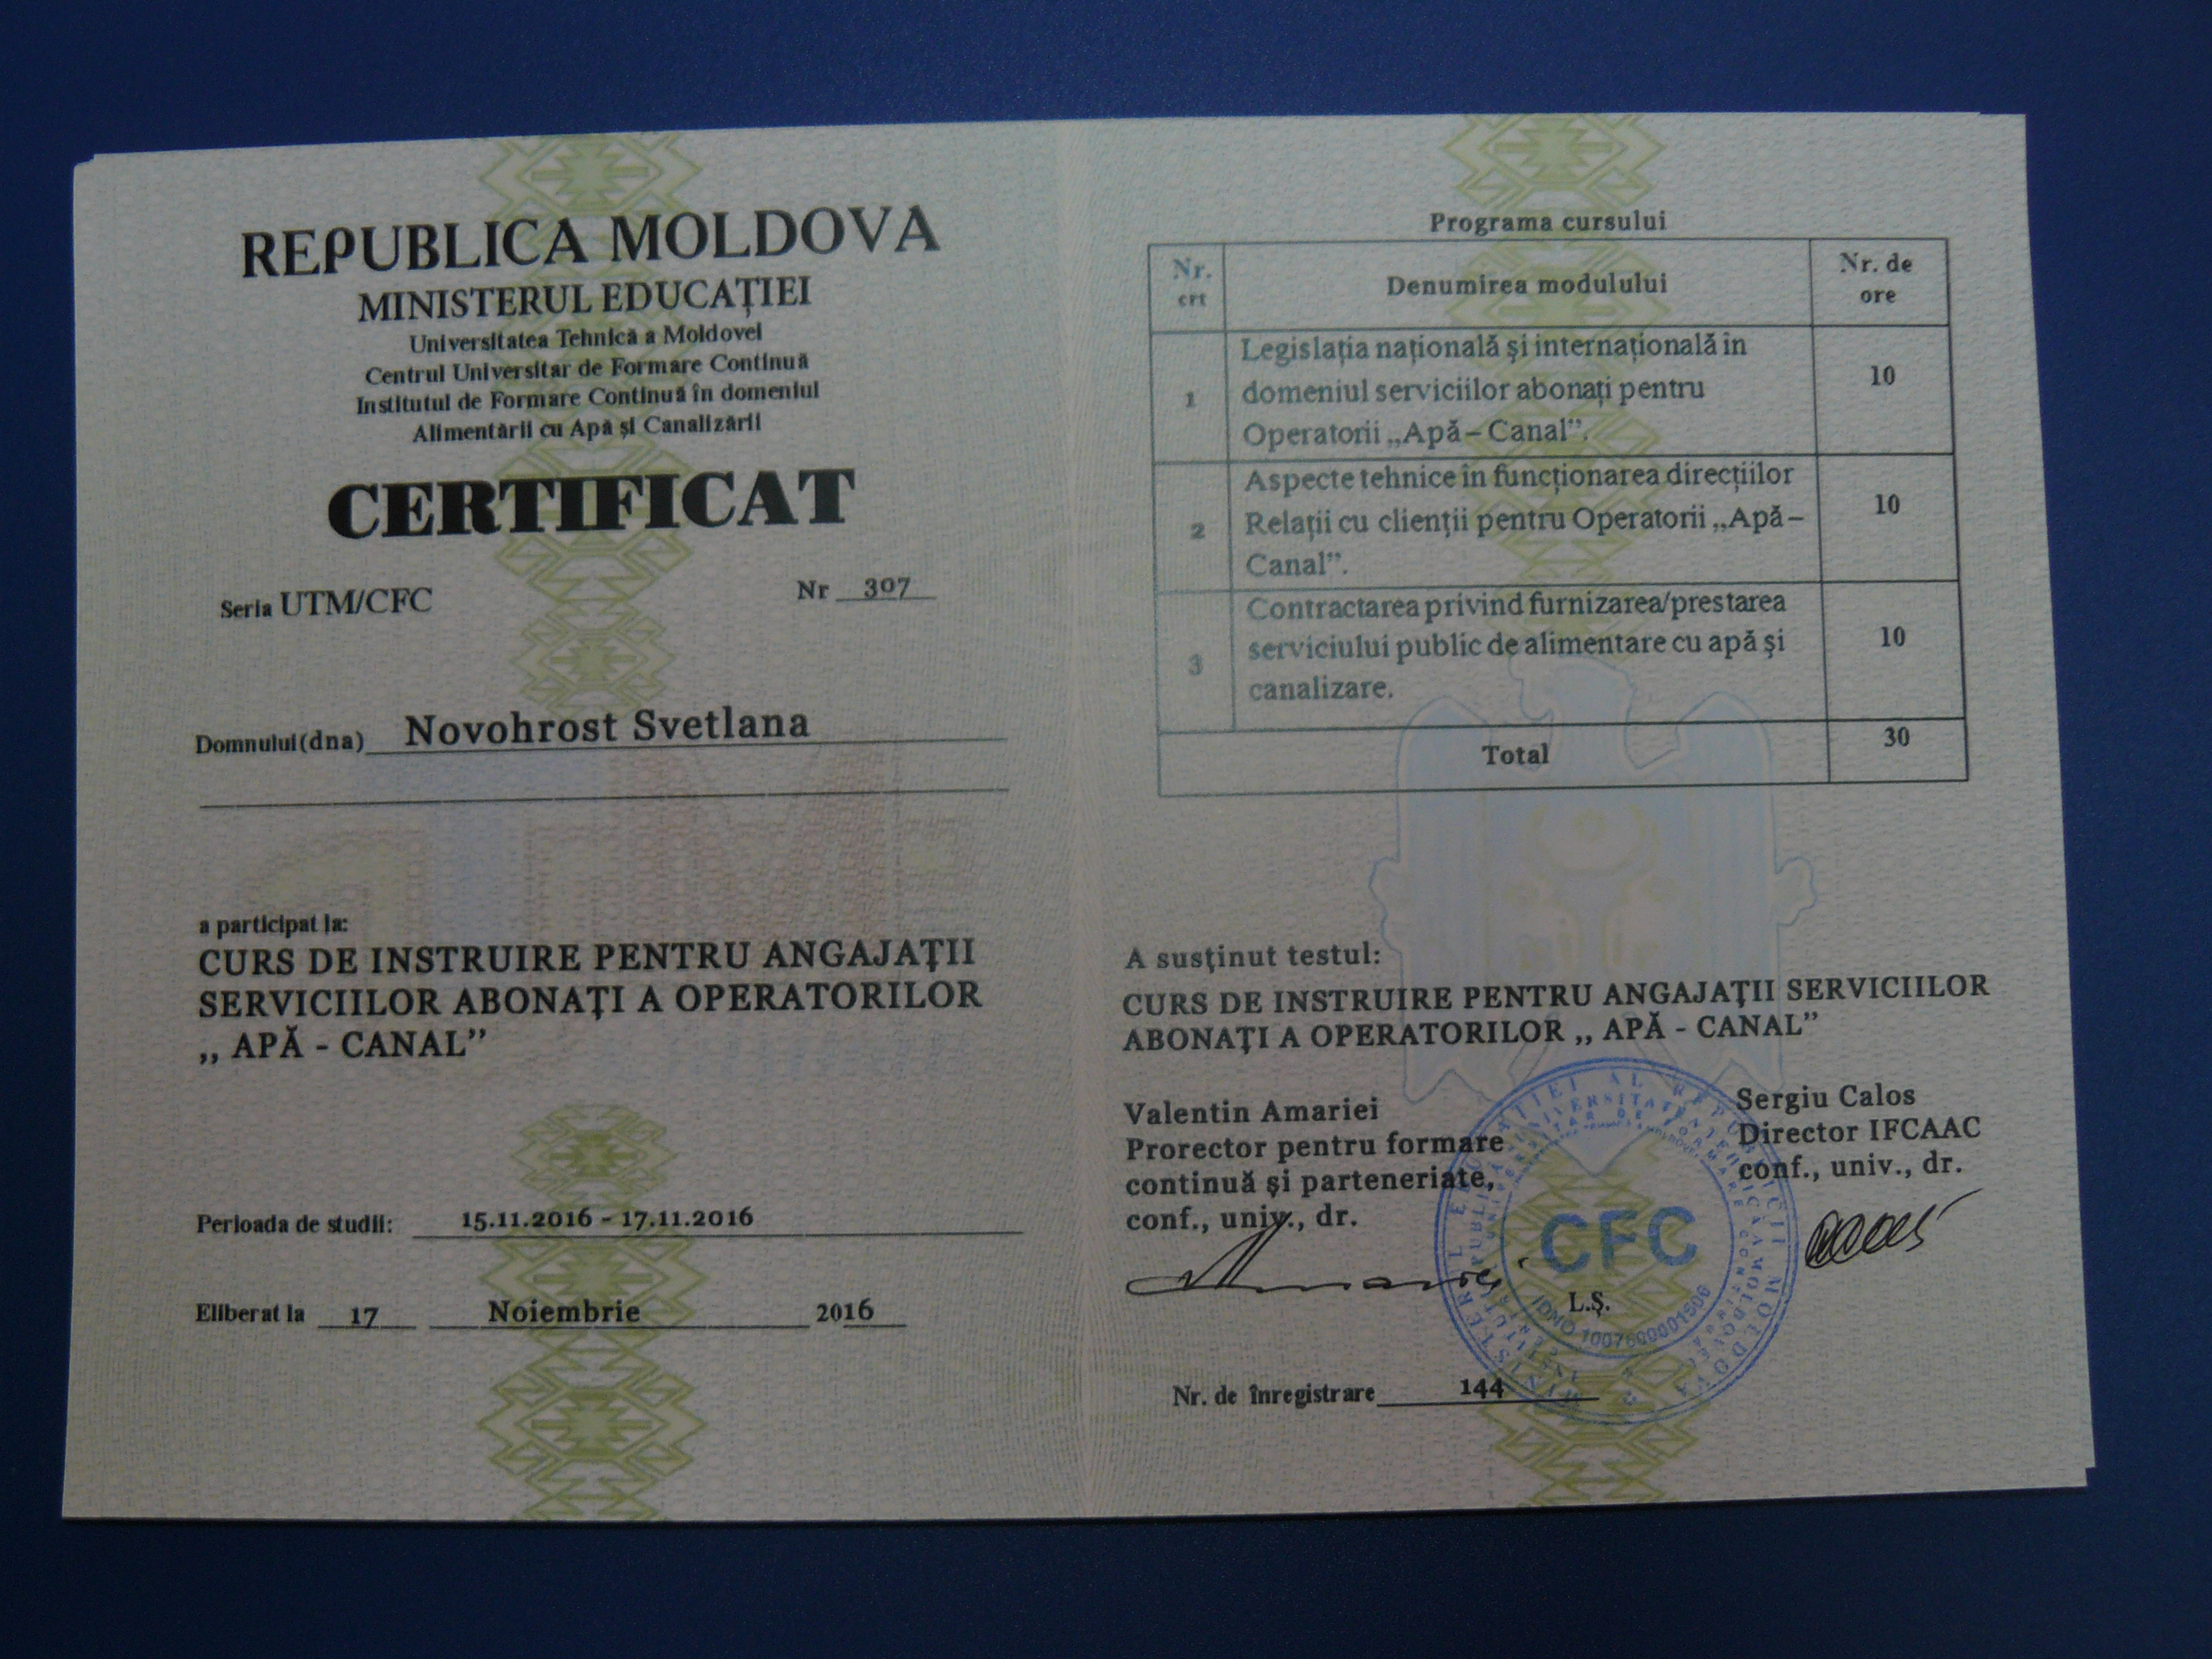 REPUBLICA MOLDOVA
MINISTERUL EDUCAȚIEI
Universitatea Tehnică a Moldovei
Centrul Universitar de Formare Continuă
Institutul de Formare Continuă în domeniul
Alimentării cu Apă și Canalizării
CERTIFICAT
Seria UTM/CFC Nr 307
Domnului(dna) Novohrost Svetlana
a participat la:
CURS DE INSTRUIRE PENTRU ANGAJAȚII
SERVICIILOR ABONAȚI A OPERATORILOR
„ APĂ - CANAL”
Perioada de studii: 15.11.2016 - 17.11.2016
Eliberat la 17 Noiembrie 2016
Programa cursului
Nr. crt Denumirea modulului Nr. de ore
1 Legislația națională și internațională în
domeniul serviciilor abonați pentru
Operatorii „Apă – Canal”. 10
2 Aspecte tehnice în funcționarea direcțiilor
Relații cu clienții pentru Operatorii „Apă –
Canal”. 10
3 Contractarea privind furnizarea/prestarea
serviciului public de alimentare cu apă și
canalizare. 10
Total 30
A susținut testul:
CURS DE INSTRUIRE PENTRU ANGAJAȚII SERVICIILOR
ABONAȚI A OPERATORILOR „ APĂ - CANAL”
Valentin Amariei
Prorector pentru formare
continuă și parteneriate,
conf., univ., dr.
Sergiu Calos
Director IFCAAC
conf., univ., dr.
CFC
L.Ș.
IDNO 1007600001506
Nr. de înregistrare 144